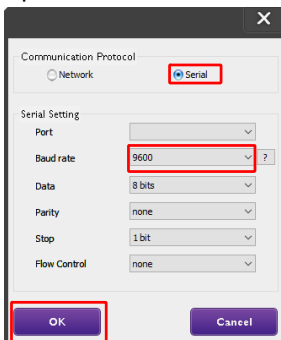 Communication Protocol
Network Serial
Serial Setting
Port
Baud rate 9600 ?
Data 8 bits
Parity none
Stop 1 bit
Flow Control none
OK Cancel